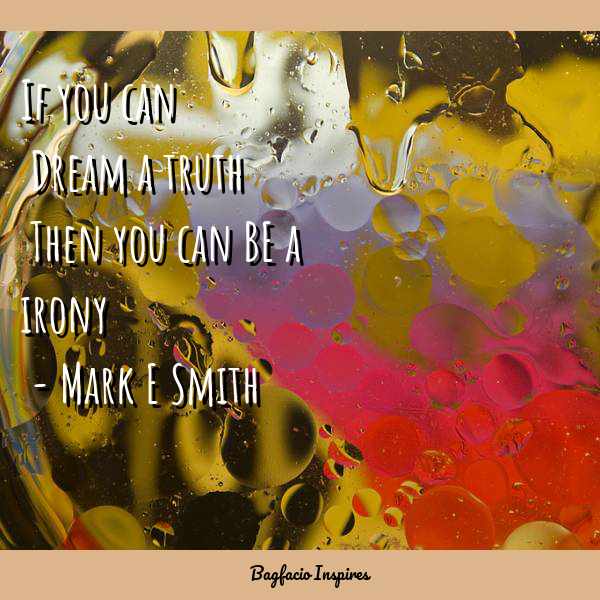 If you can
Dream a truth
Then you can BE a
irony
- Mark E Smith
Bagfacio Inspires